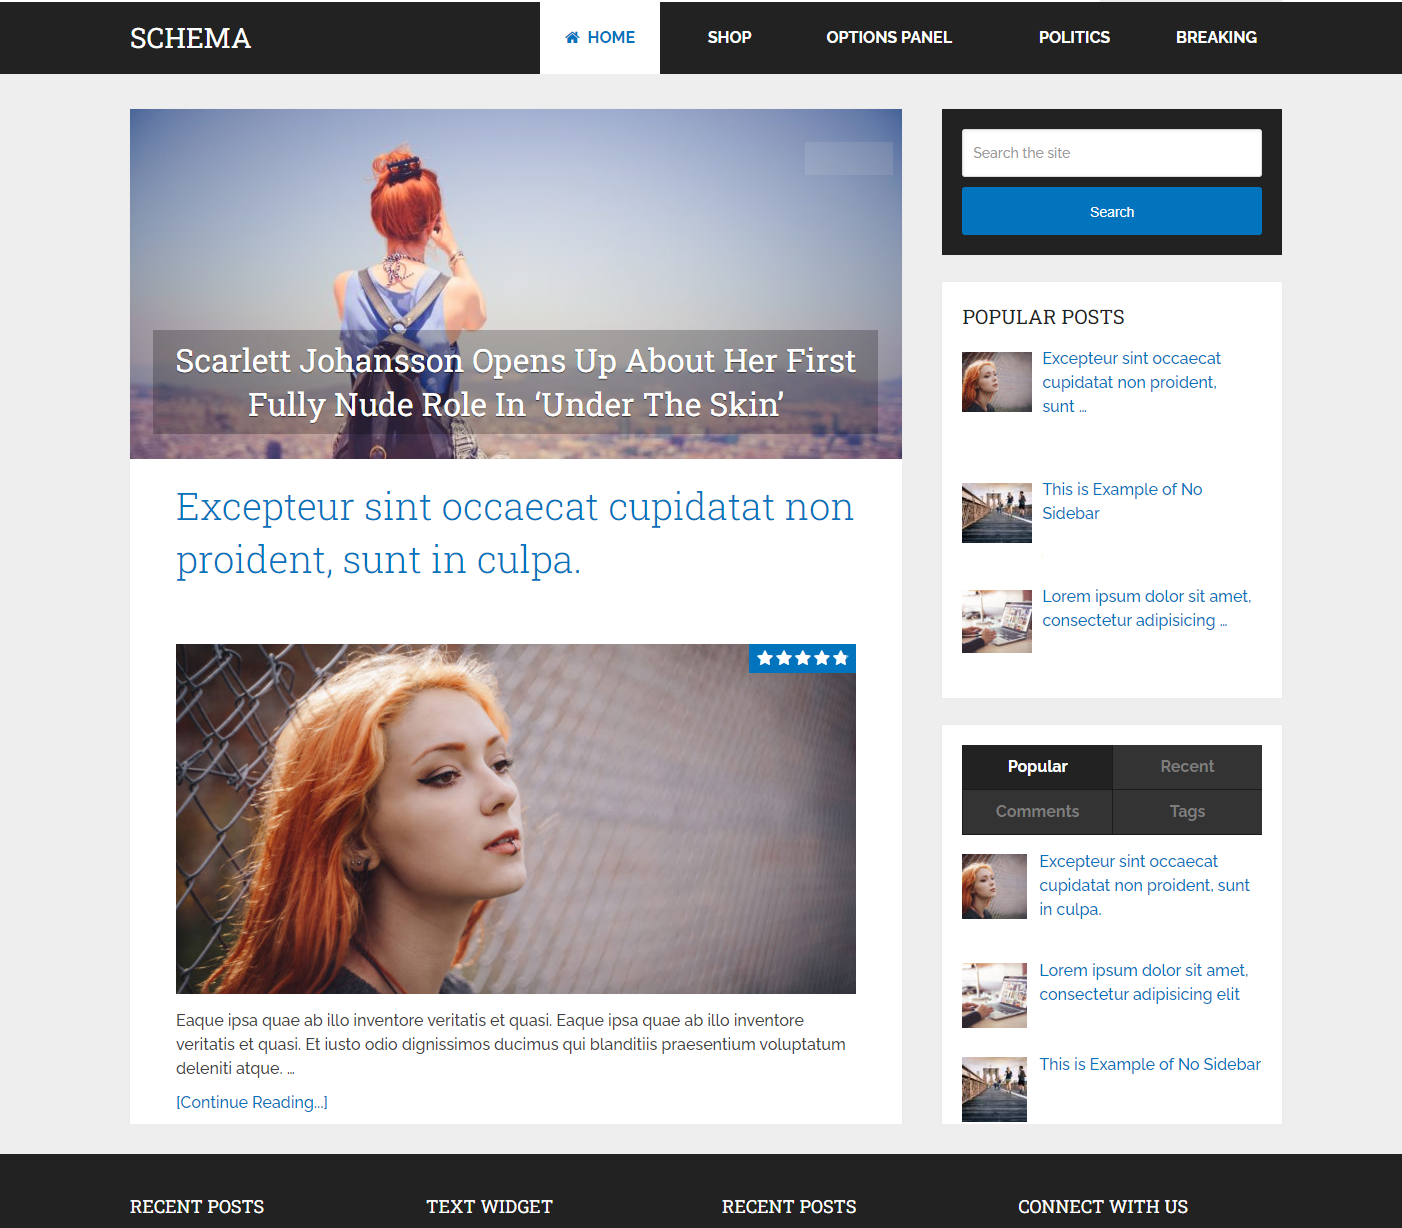 SCHEMA
HOME
SHOP
OPTIONS PANEL
POLITICS
BREAKING
Scarlett Johansson Opens Up About Her First
Fully Nude Role In ‘Under The Skin’
Excepteur sint occaecat cupidatat non
proident, sunt in culpa.
Eaque ipsa quae ab illo inventore veritatis et quasi. Eaque ipsa quae ab illo inventore
veritatis et quasi. Et iusto odio dignissimos ducimus qui blanditiis praesentium voluptatum
deleniti atque. ...
[Continue Reading...]
Search the site
Search
POPULAR POSTS
Excepteur sint occaecat
cupidatat non proident,
sunt ...
This is Example of No
Sidebar
Lorem ipsum dolor sit amet,
consectetur adipisicing ...
Popular
Recent
Comments
Tags
Excepteur sint occaecat
cupidatat non proident, sunt
in culpa.
Lorem ipsum dolor sit amet,
consectetur adipisicing elit
This is Example of No Sidebar
RECENT POSTS
TEXT WIDGET
RECENT POSTS
CONNECT WITH US